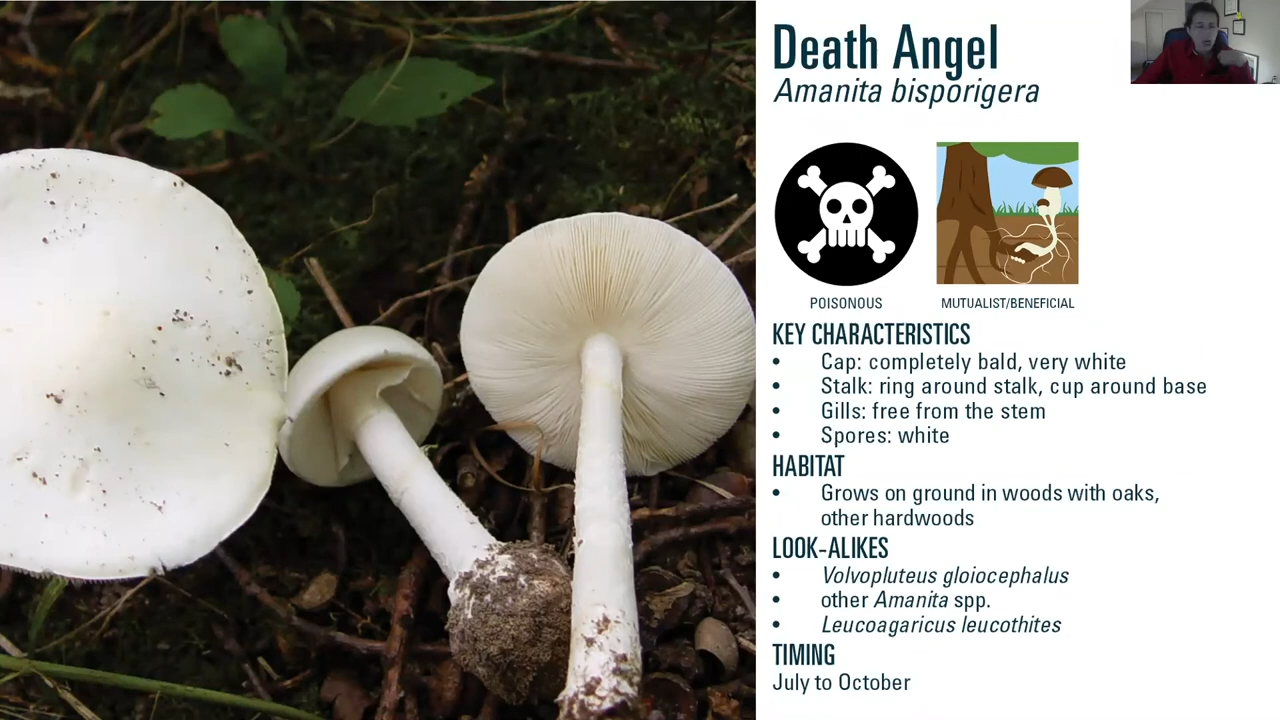 Death Angel
Amanita bisporigera
POISONOUS
MUTUALIST/BENEFICIAL
KEY CHARACTERISTICS
• Cap: completely bald, very white
• Stalk: ring around stalk, cup around base
• Gills: free from the stem
• Spores: white
HABITAT
• Grows on ground in woods with oaks,
other hardwoods
LOOK-ALIKES
• Volvopluteus gloiocephalus
• other Amanita spp.
• Leucoagaricus leucothites
TIMING
July to October